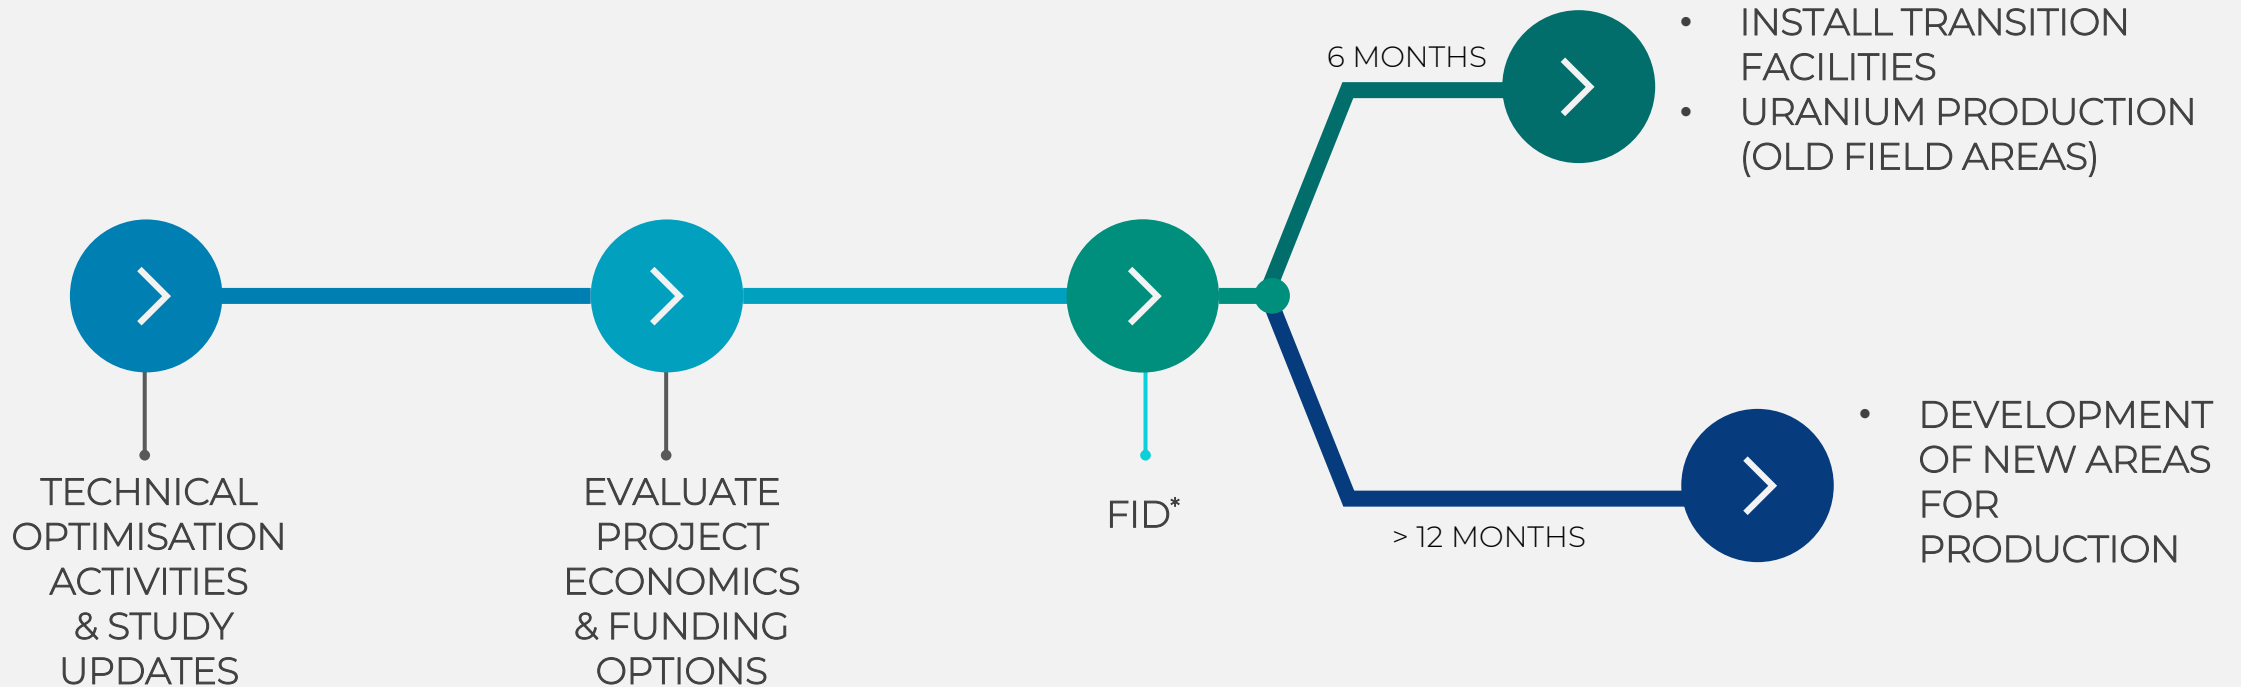 TECHNICAL
OPTIMISATION
ACTIVITIES
& STUDY
UPDATES
EVALUATE
PROJECT
ECONOMICS
& FUNDING
OPTIONS
FID*
6 MONTHS
• INSTALL TRANSITION
FACILITIES
• URANIUM PRODUCTION
(OLD FIELD AREAS)
> 12 MONTHS
• DEVELOPMENT
OF NEW AREAS
FOR
PRODUCTION